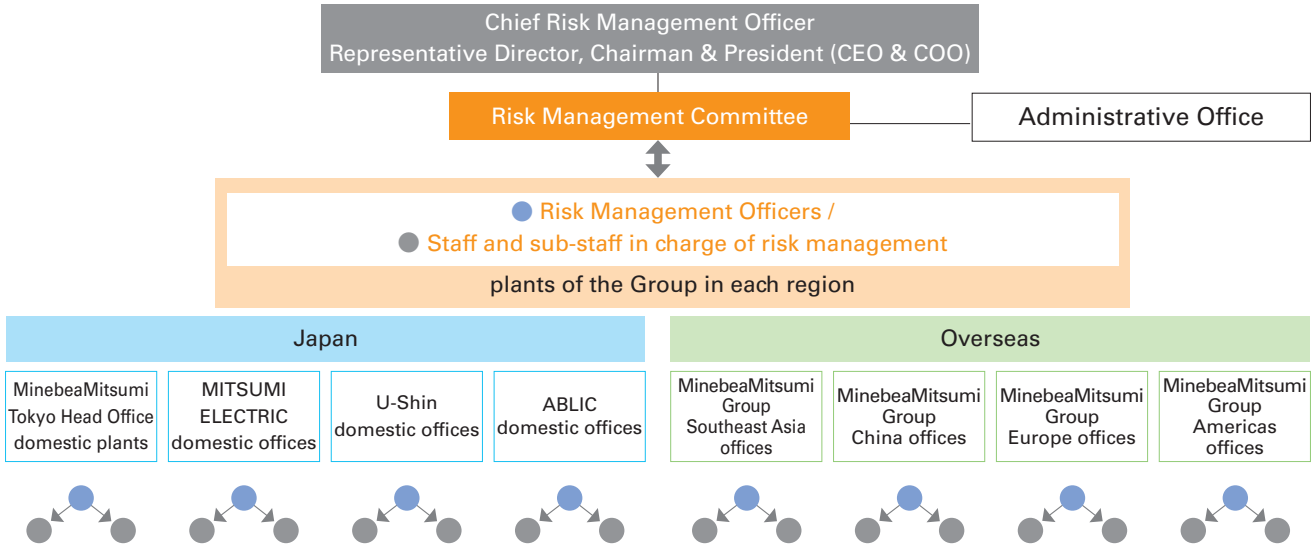 Chief Risk Management Officer
Representative Director, Chairman & President (CEO & COO)
Risk Management Committee
Administrative Office
Risk Management Officers /
Staff and sub-staff in charge of risk management
plants of the Group in each region
Japan
Overseas
MinebeaMitsumi
Tokyo Head Office
domestic plants
MITSUMI
ELECTRIC
domestic offices
U-Shin
domestic offices
ABLIC
domestic offices
MinebeaMitsumi
Group
Southeast Asia
offices
MinebeaMitsumi
Group
China offices
MinebeaMitsumi
Group
Europe offices
MinebeaMitsumi
Group
Americas
offices